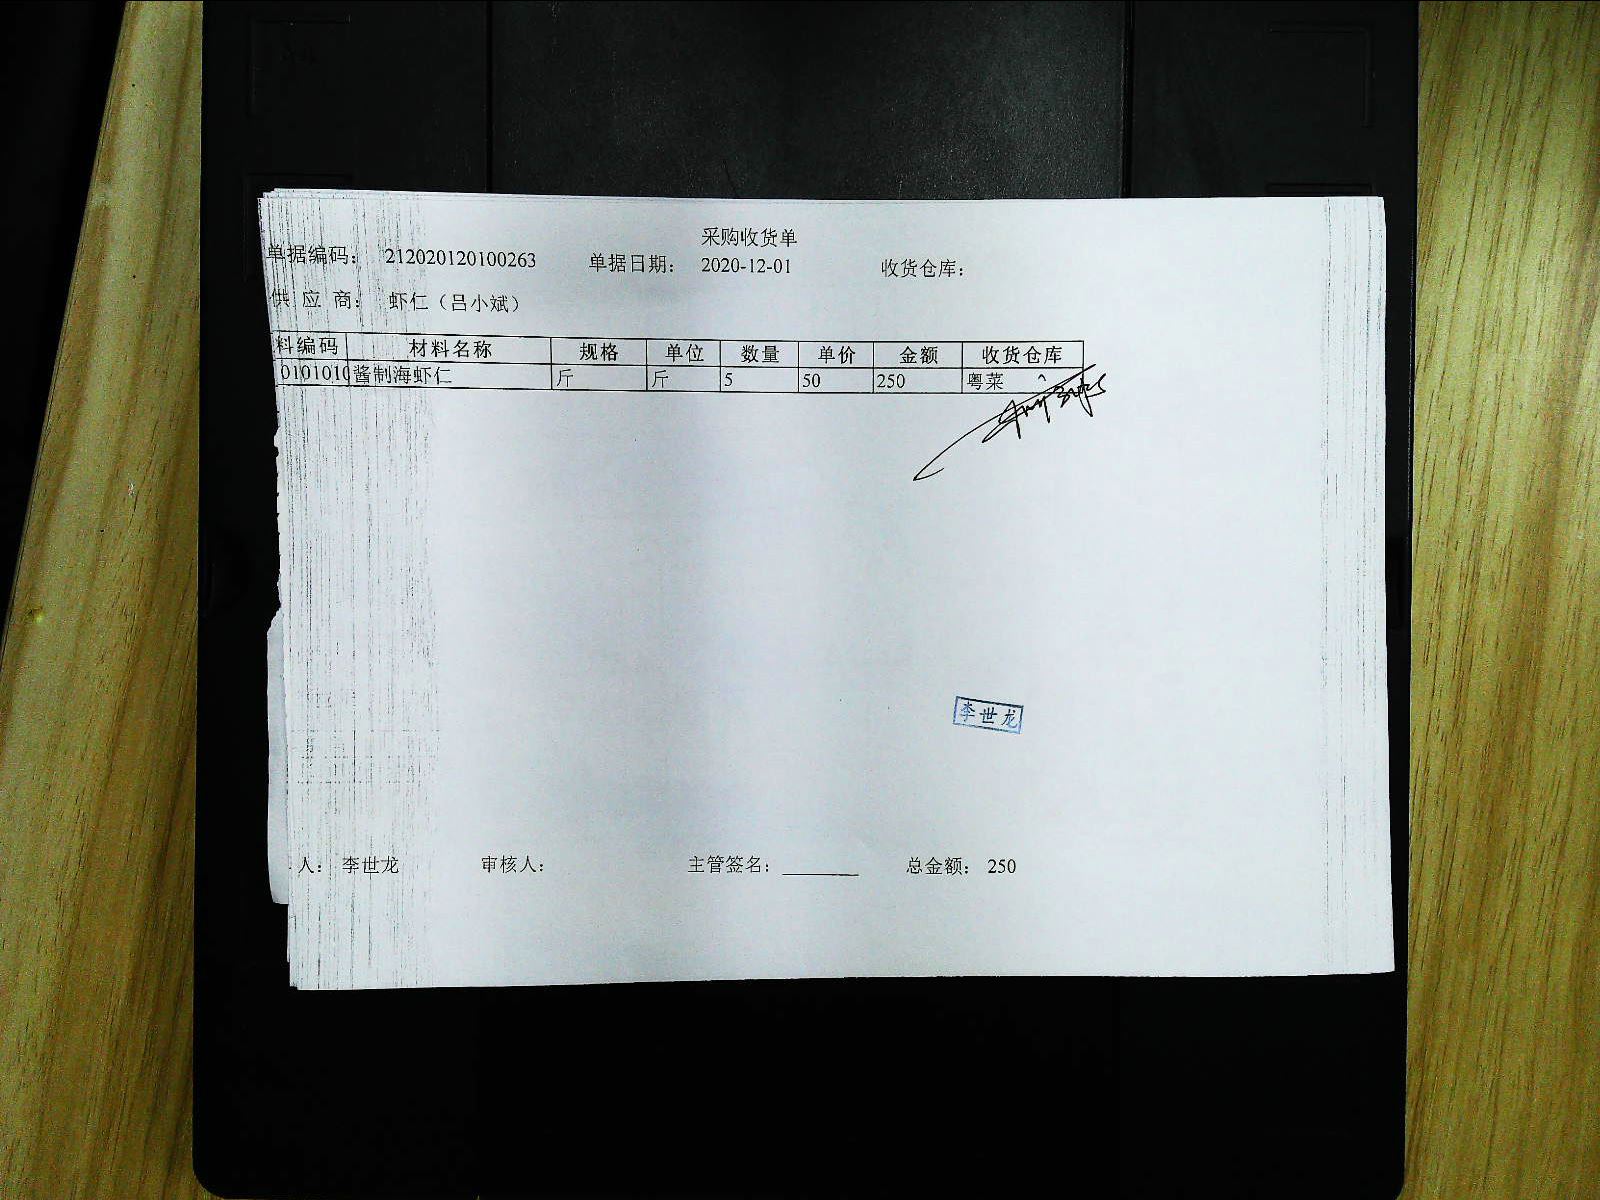 采购收货单
单据编码： 212020120100263 单据日期： 2020-12-01 收货仓库：
供 应 商： 虾仁（吕小斌）
料编码 材料名称 规格 单位 数量 单价 金额 收货仓库
0101010 酱制海虾仁 斤 斤 5 50 250 粤菜
李世龙
人： 李世龙 审核人： 主管签名： 总金额： 250